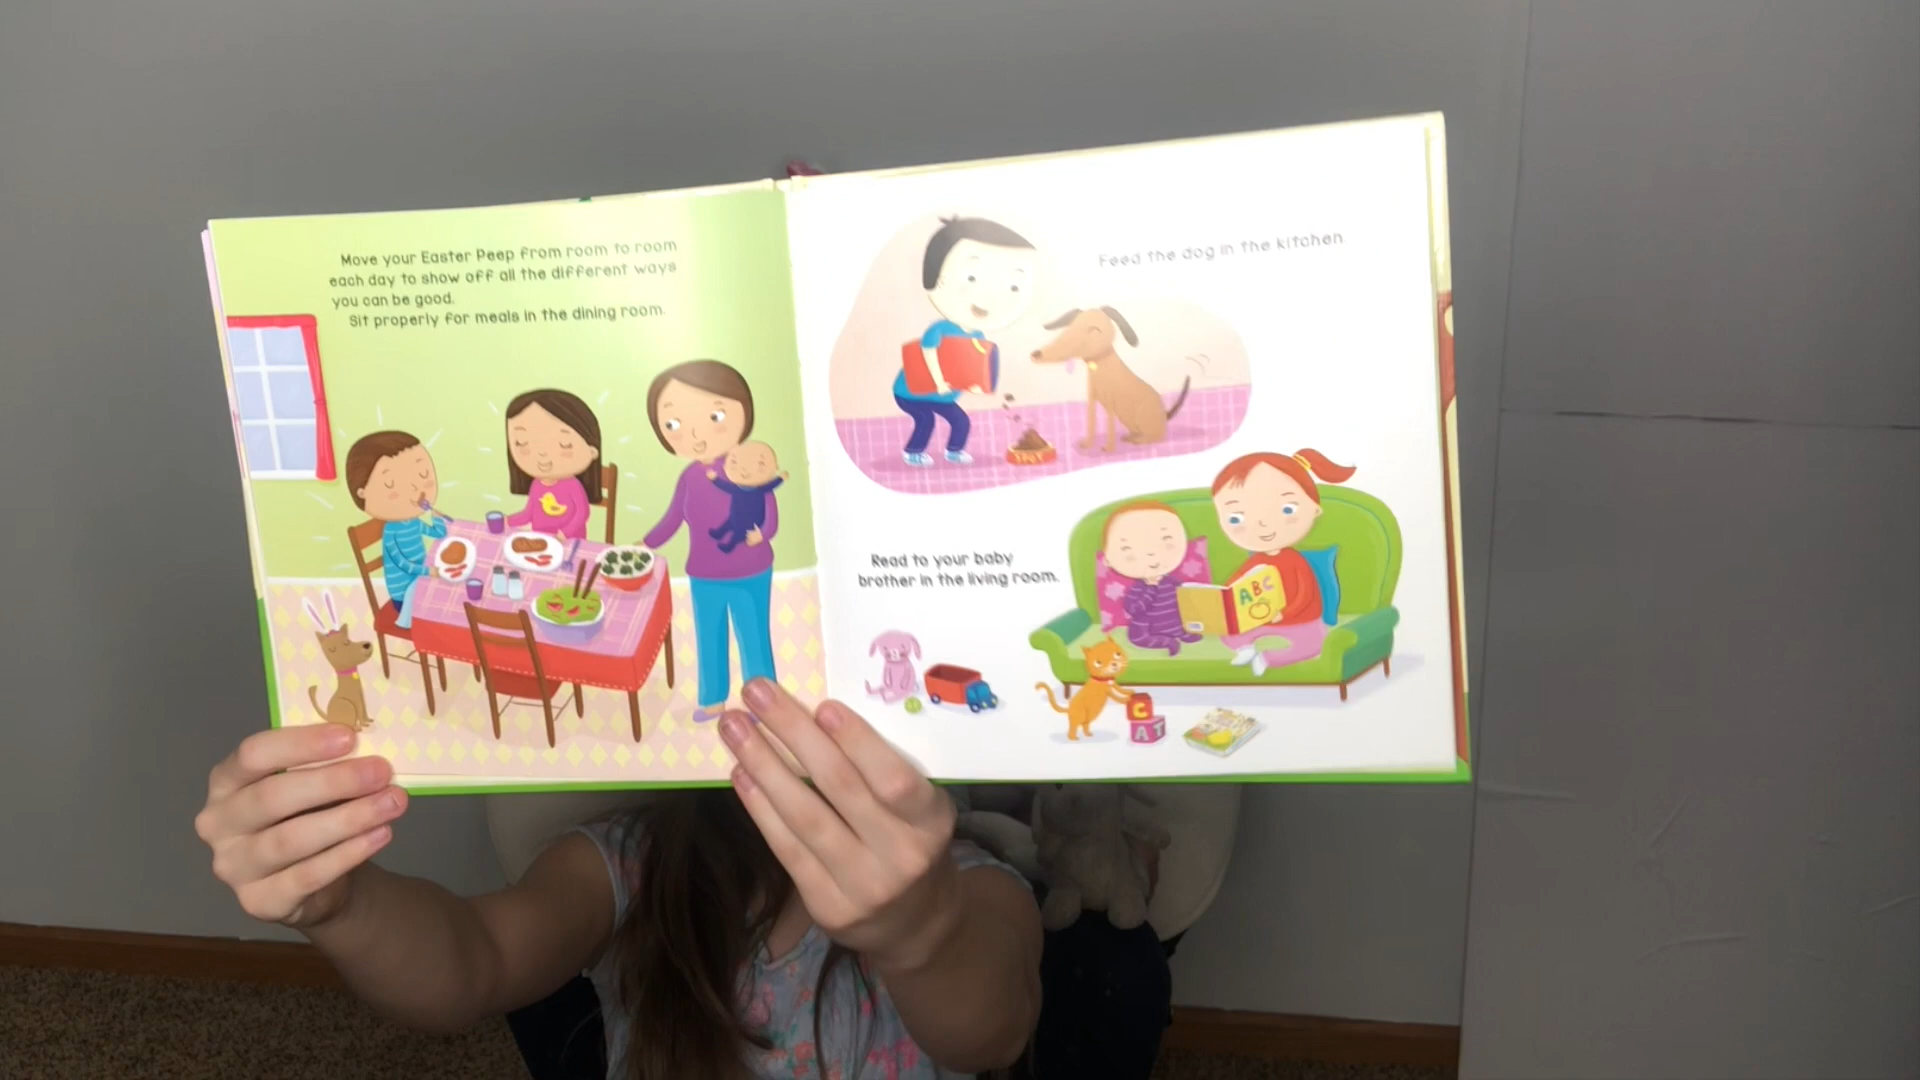 Move your Easter Peep from room to room
each day to show off all the different ways
you can be good.
Sit properly for meals in the dining room.
Feed the dog in the kitchen.
SPOT
Read to your baby
brother in the living room.
ABC
C
AT